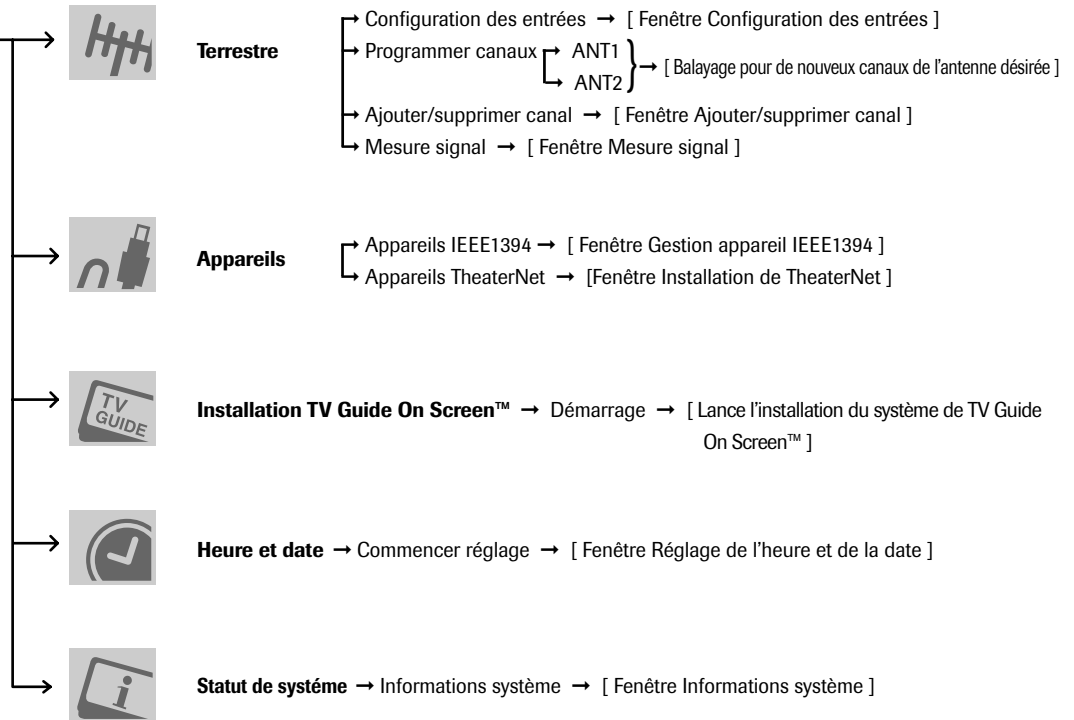 Terrestre
→ Configuration des entrées → [ Fenêtre Configuration des entrées ]
→ Programmer canaux → ANT1
→ ANT2
} → [ Balayage pour de nouveux canaux de l'antenne désirée ]
→ Ajouter/supprimer canal → [ Fenêtre Ajouter/supprimer canal ]
→ Mesure signal → [ Fenêtre Mesure signal ]
Appareils
→ Appareils IEEE1394 → [ Fenêtre Gestion appareil IEEE1394 ]
→ Appareils TheaterNet → [Fenêtre Installation de TheaterNet ]
TV
GUIDE
Installation TV Guide On Screen™ → Démarrage → [ Lance l'installation du système de TV Guide
On Screen™ ]
Heure et date → Commencer réglage → [ Fenêtre Réglage de l'heure et de la date ]
i
Statut de systéme → Informations système → [ Fenêtre Informations système ]